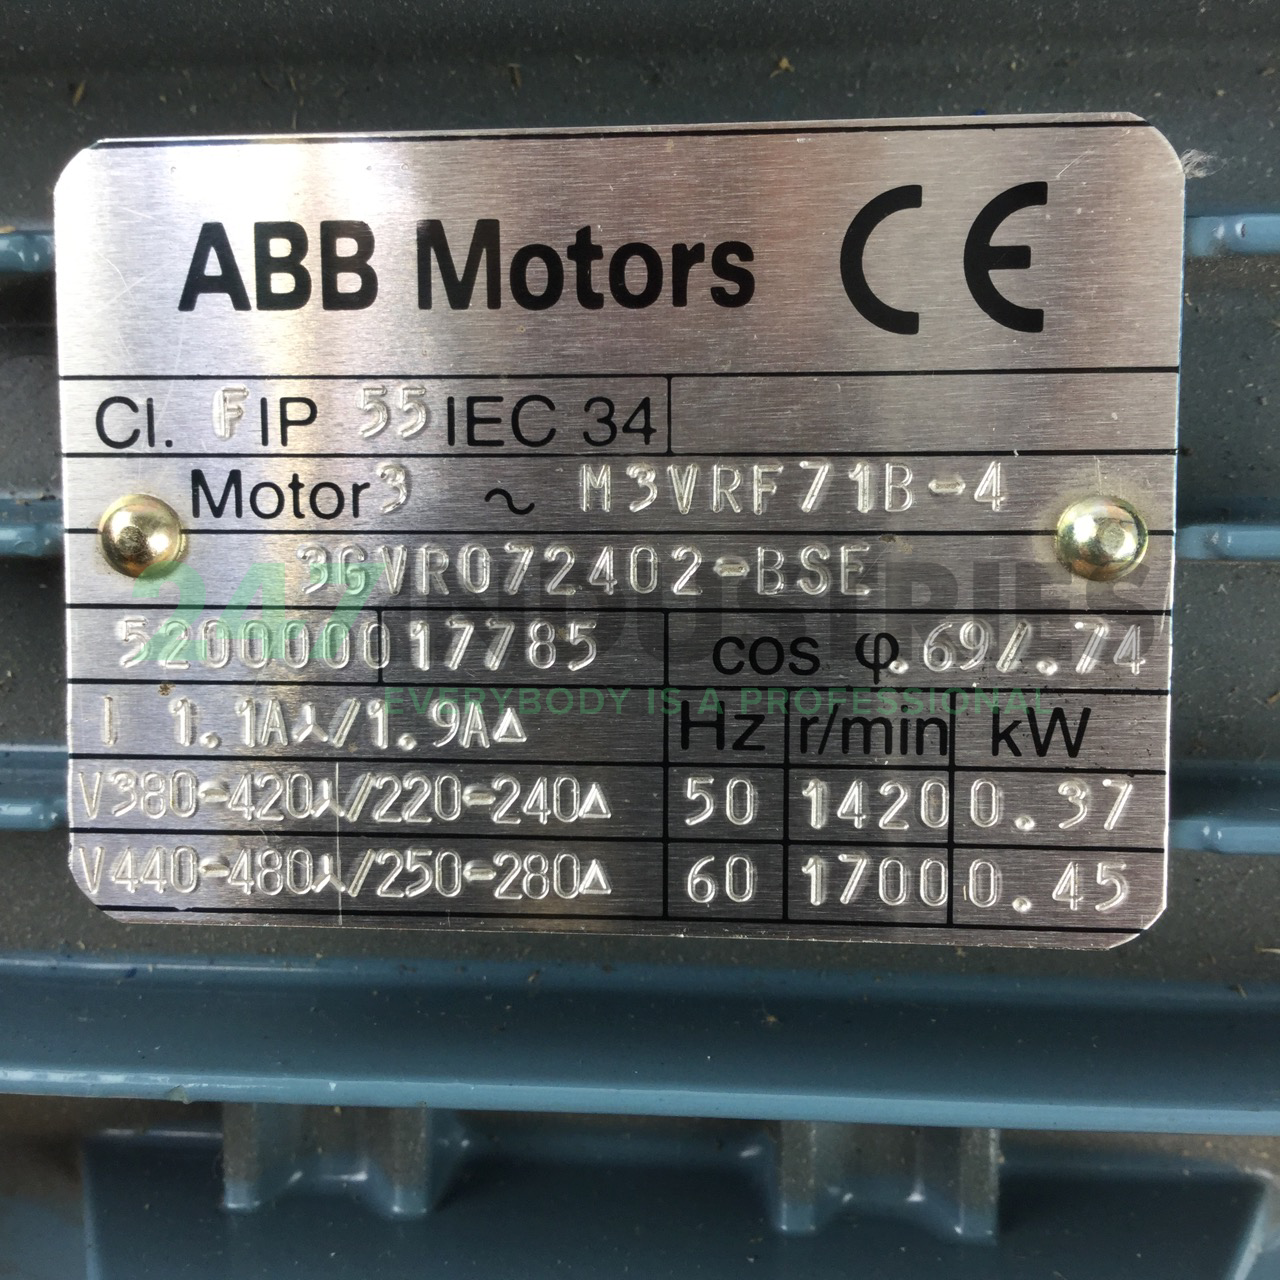 ABB Motors CE
Cl. F IP 55 IEC 34
Motor 3 ~ M3VRF71B-4
3GVR072402-BSE
247 INDUSTRIES
5200000 17785 cos φ .69/.74
EVERYBODY IS A PROFESSIONAL
I 1.1A⅄/1.9A∆ Hz r/min kW
V380-420⅄/220-240∆ 50 1420 0.37
V440-480⅄/250-280∆ 60 1700 0.45